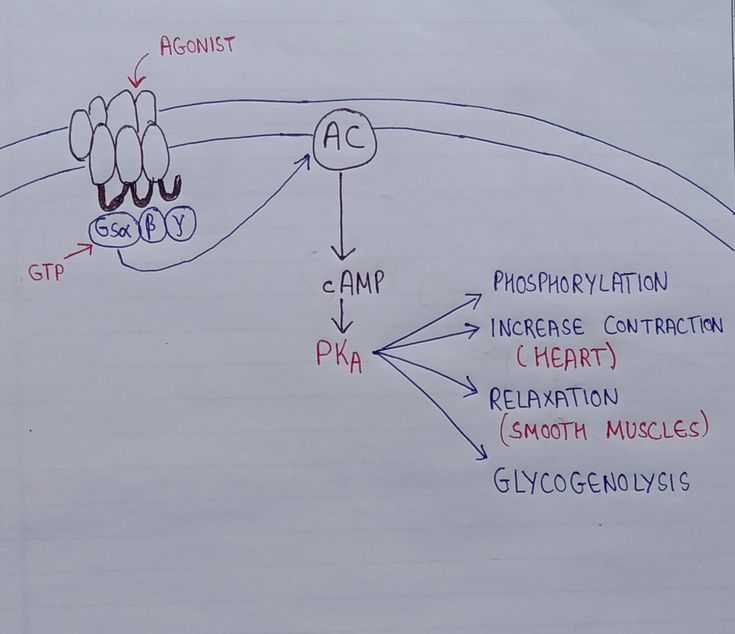 AGONIST
AC
Gsα β γ
GTP
cAMP
PKA
PHOSPHORYLATION
INCREASE CONTRACTION
(HEART)
RELAXATION
(SMOOTH MUSCLES)
GLYCOGENOLYSIS